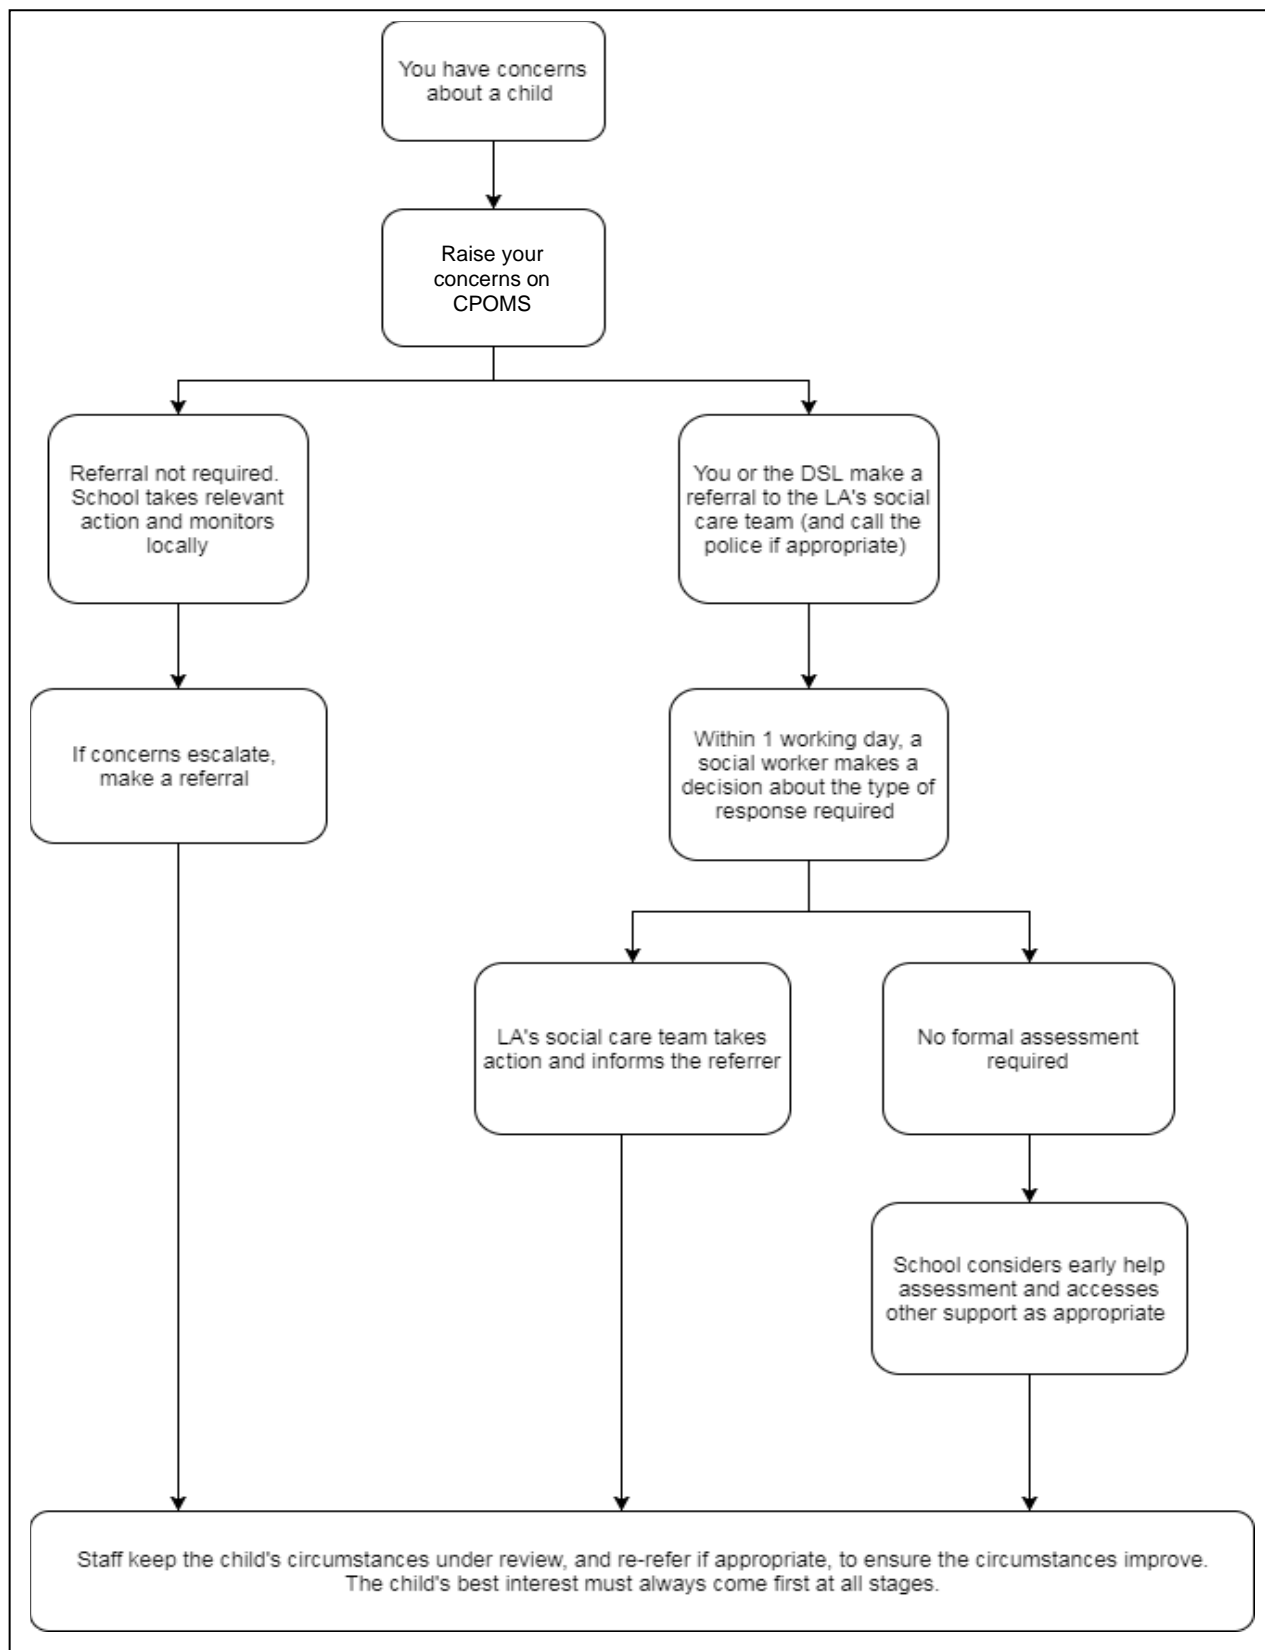 You have concerns
about a child
Raise your
concerns on
CPOMS
Referral not required.
School takes relevant
action and monitors
locally
You or the DSL make a
referral to the LA's social
care team (and call the
police if appropriate)
If concerns escalate,
make a referral
Within 1 working day, a
social worker makes a
decision about the type of
response required
LA's social care team takes
action and informs the referrer
No formal assessment
required
School considers early help
assessment and accesses
other support as appropriate
Staff keep the child's circumstances under review, and re-refer if appropriate, to ensure the circumstances improve.
The child's best interest must always come first at all stages.